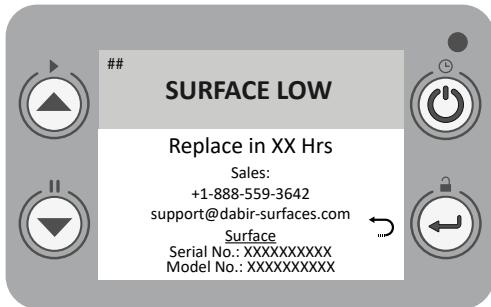 ##
SURFACE LOW
Replace in XX Hrs
Sales:
+1-888-559-3642
support@dabir-surfaces.com
Surface
Serial No.: XXXXXXXXXX
Model No.: XXXXXXXXXX